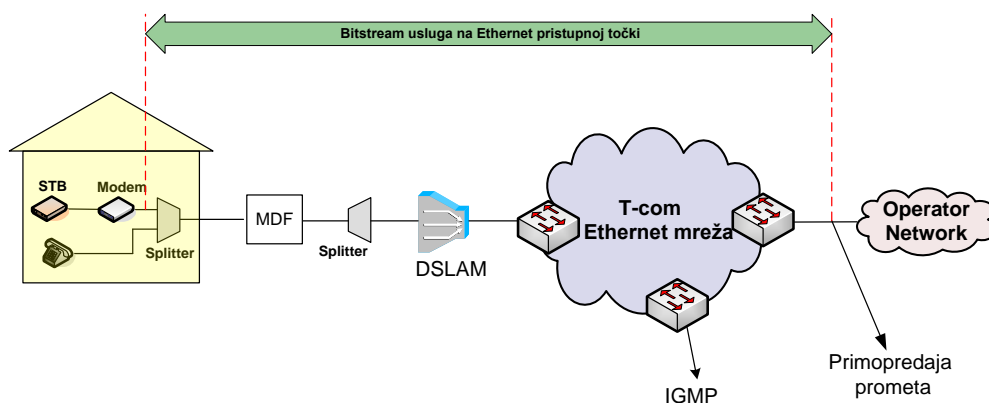 Bitstream usluga na Ethernet pristupnoj točki
STB
Modem
Splitter
MDF
Splitter
DSLAM
T-com
Ethernet mreža
Operator
Network
IGMP
Primopredaja
prometa